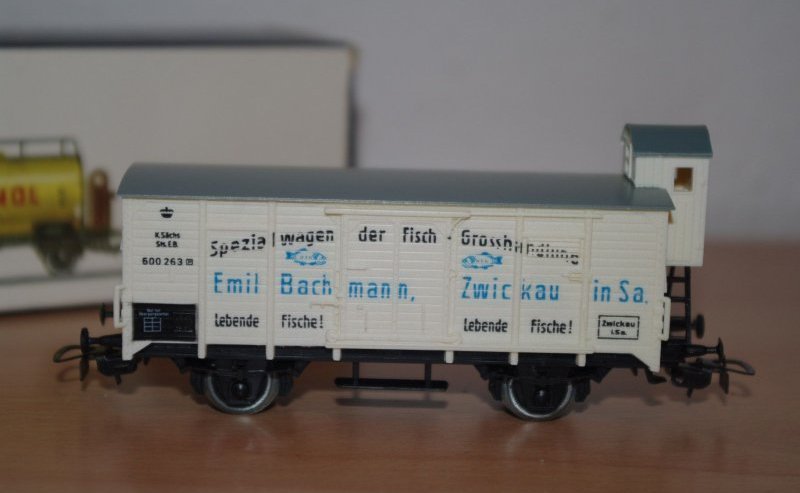 NOL
K.Sächs
Sts.E.B.
600 263 P
Spezialwagen der Fisch - Grosshandlung
Emil Bachmann, Zwickau in Sa.
Lebende Fische! Lebende Fische!
Zwickau
i.Sa.